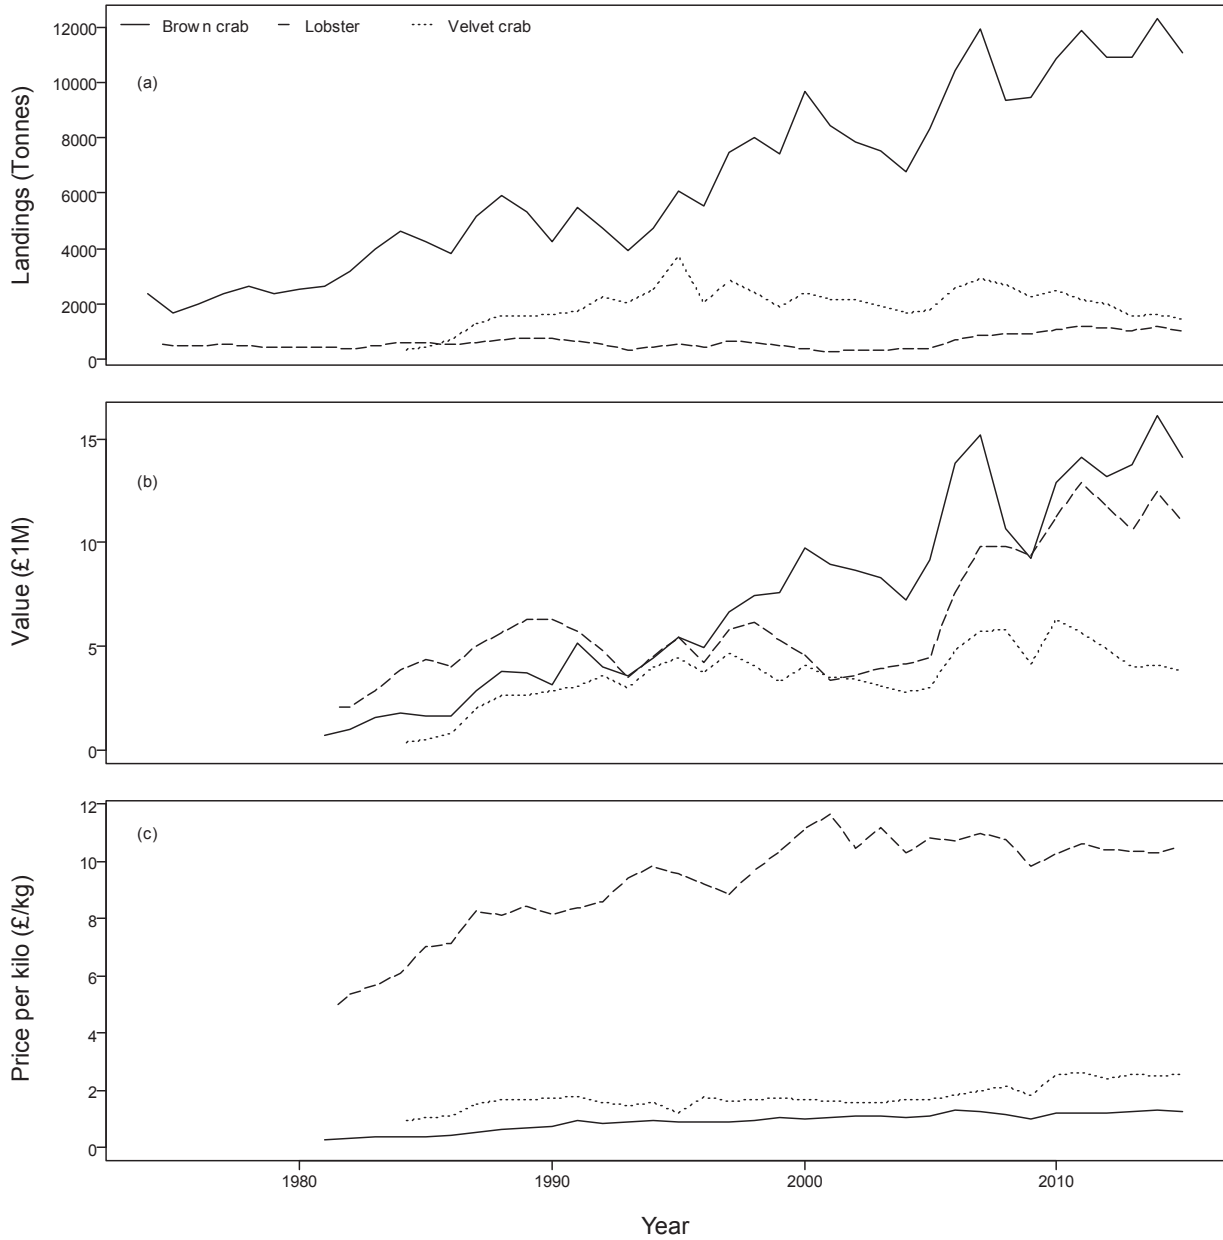 Brown crab Lobster Velvet crab
(a)
Landings (Tonnes)
12000
10000
8000
6000
4000
2000
0
(b)
Value (£1M)
15
10
5
0
(c)
Price per kilo (£/kg)
12
10
8
6
4
2
0
1980 1990 2000 2010
Year